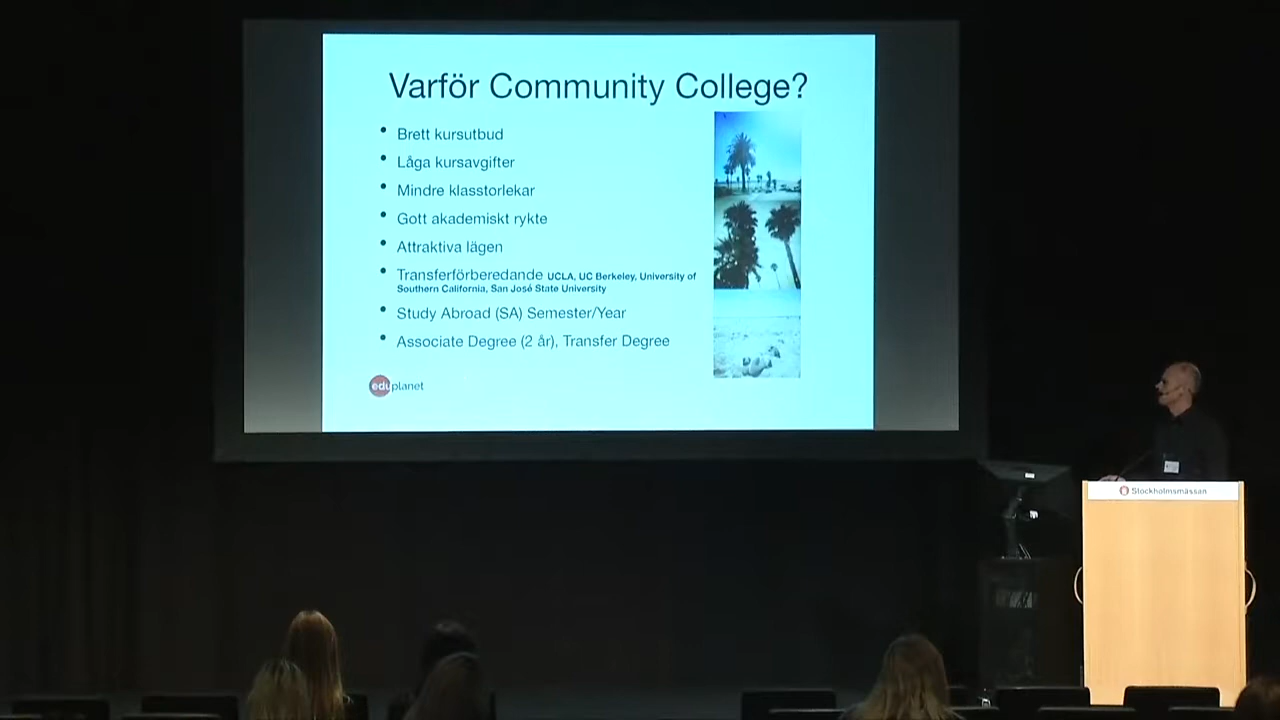 Varför Community College?
• Brett kursutbud
• Låga kursavgifter
• Mindre klasstorlekar
• Gott akademiskt rykte
• Attraktiva lägen
• Transferförberedande UCLA, UC Berkeley, University of
Southern California, San José State University
• Study Abroad (SA) Semester/Year
• Associate Degree (2 år), Transfer Degree
eduplanet
Stockholmsmässan